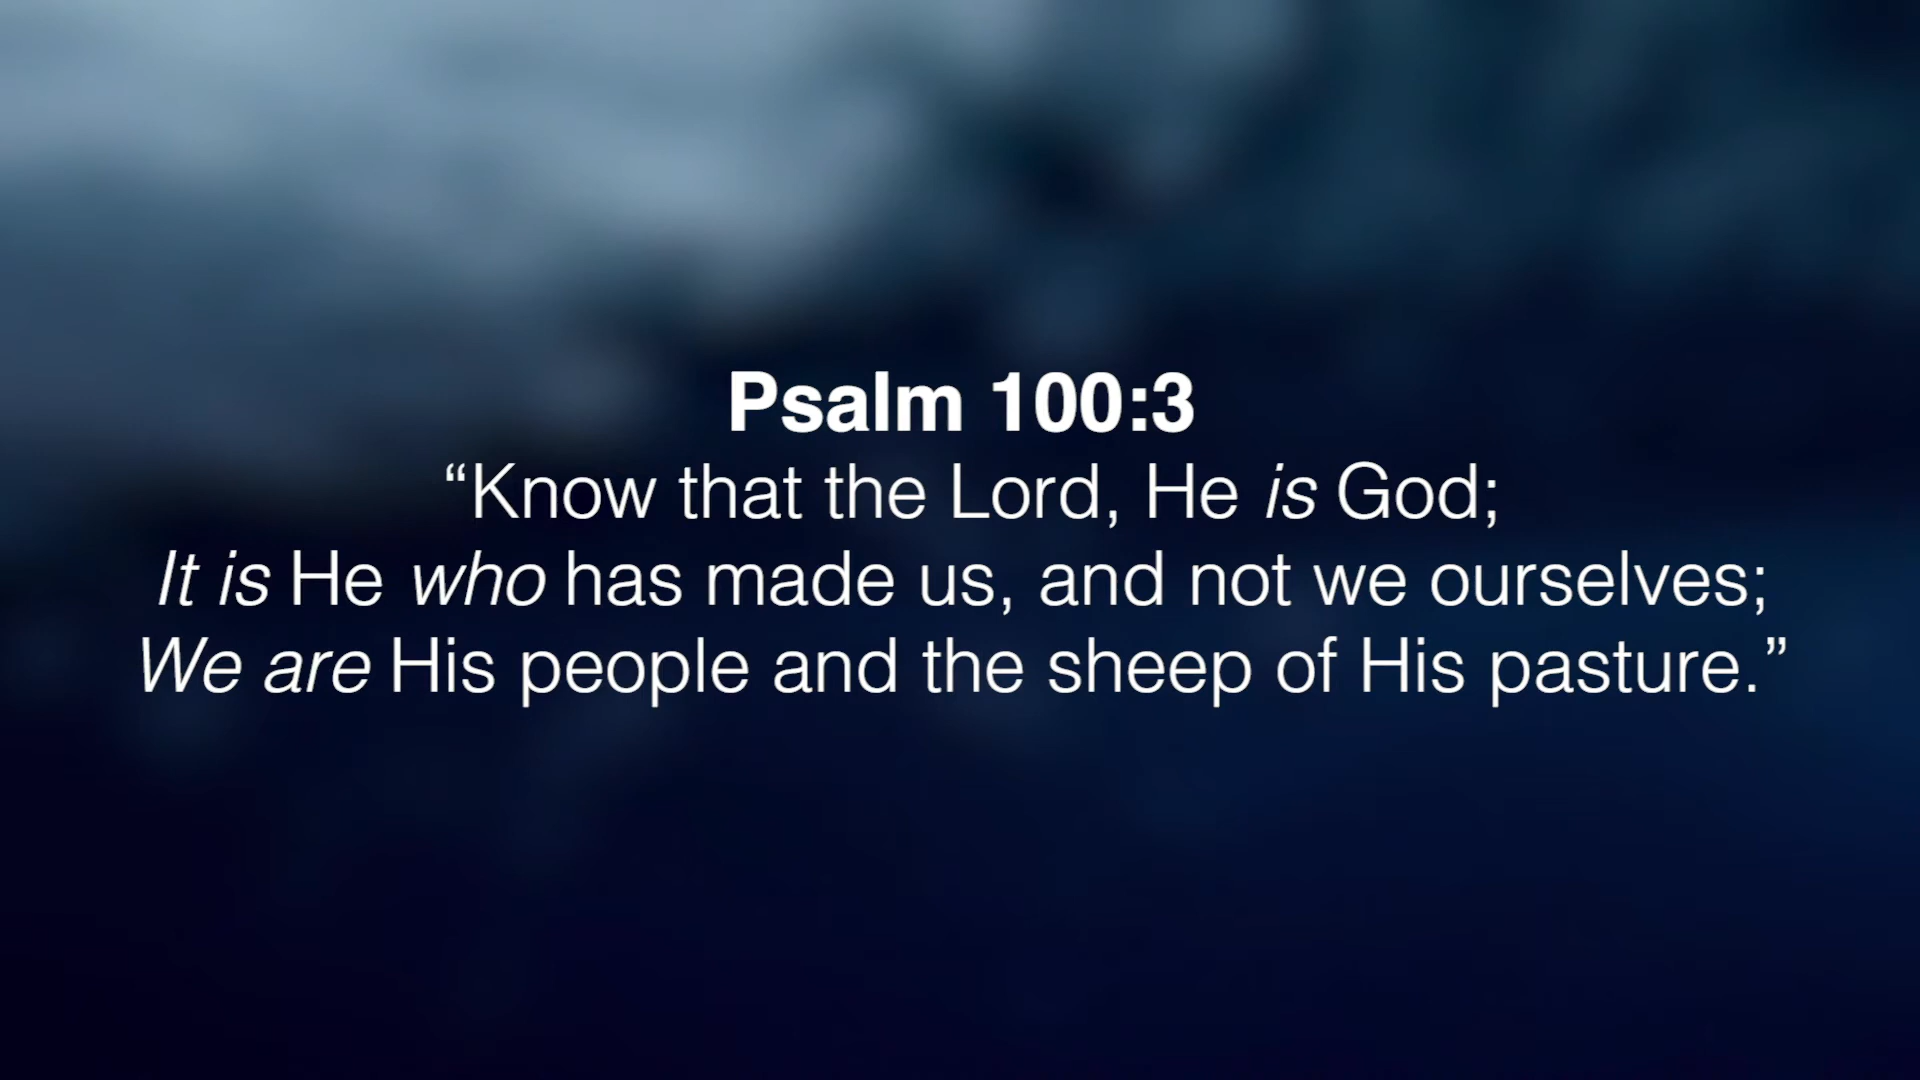 Psalm 100:3
“Know that the Lord, He is God;
It is He who has made us, and not we ourselves;
We are His people and the sheep of His pasture.”